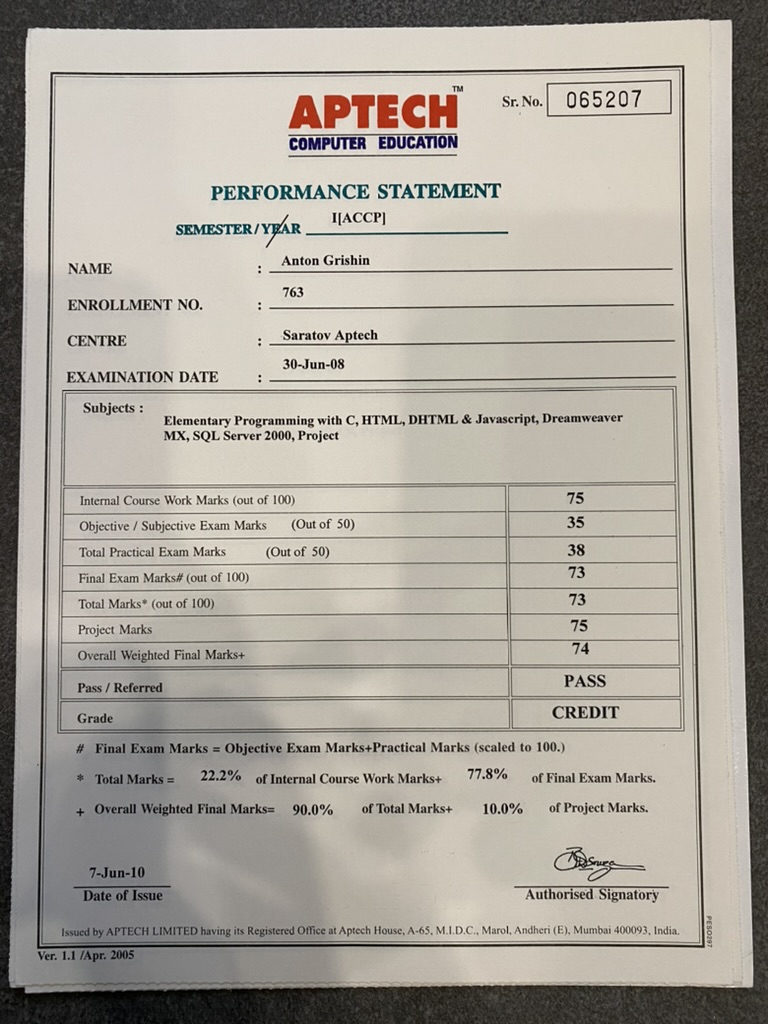 APTECH™
COMPUTER EDUCATION
Sr. No. 065207
PERFORMANCE STATEMENT
SEMESTER/YEAR I[ACCP]
NAME : Anton Grishin
ENROLLMENT NO. : 763
CENTRE : Saratov Aptech
EXAMINATION DATE : 30-Jun-08
Subjects :
Elementary Programming with C, HTML, DHTML & Javascript, Dreamweaver
MX, SQL Server 2000, Project
Internal Course Work Marks (out of 100) 75
Objective / Subjective Exam Marks (Out of 50) 35
Total Practical Exam Marks (Out of 50) 38
Final Exam Marks# (out of 100) 73
Total Marks* (out of 100) 73
Project Marks 75
Overall Weighted Final Marks+ 74
Pass / Referred PASS
Grade CREDIT
# Final Exam Marks = Objective Exam Marks+Practical Marks (scaled to 100.)
* Total Marks = 22.2% of Internal Course Work Marks+ 77.8% of Final Exam Marks.
+ Overall Weighted Final Marks= 90.0% of Total Marks+ 10.0% of Project Marks.
7-Jun-10
Date of Issue
Authorised Signatory
Issued by APTECH LIMITED having its Registered Office at Aptech House, A-65, M.I.D.C., Marol, Andheri (E), Mumbai 400093, India.
PES0297
Ver. 1.1 /Apr. 2005